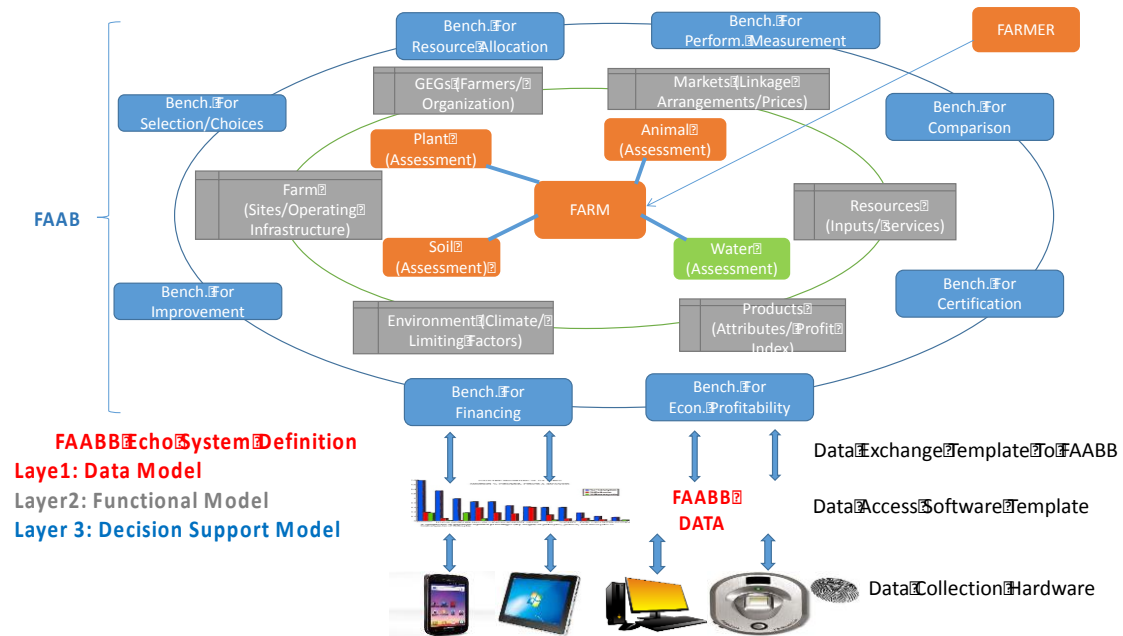 Bench. For
Resource Allocation
Bench. For
Perform. Measurement
FARMER
GEGs (Farmers/
Organization)
Markets (Linkage
Arrangements/Prices
Bench. For
Selection/Choices
Bench. For
Comparison
Plant
(Assessment)
Animal
(Assessment)
Farm
(Sites/Operating
Infrastructure)
FARM
Resources
(Inputs/ services)
FAAB
Soil
(Assessment)
Water
(Assessment)
Bench. For
Improvement
Bench. For
Certification
Environment (Climate/
Limiting Factors)
Products
(Attributes/ Profit
Index)
Bench. For
Financing
Bench. For
Econ. Profitability
FAABB Echo System Definition
Laye1: Data Model
Layer2: Functional Model
Layer 3: Decision Support Model
Data Exchange Template To FAABB
FAABB
DATA
Data Access Software Template
Data Collection Hardware